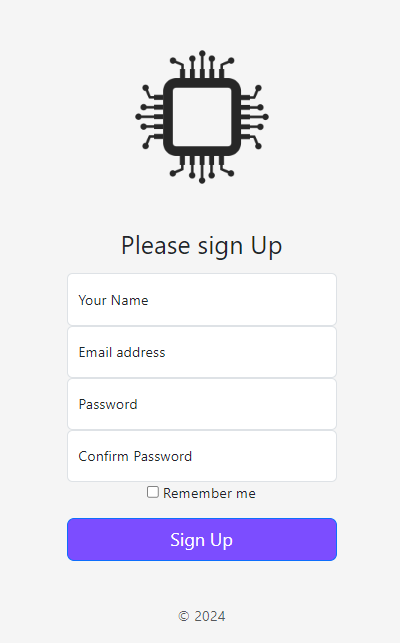 Please sign Up
Your Name
Email address
Password
Confirm Password
Remember me
Sign Up
© 2024